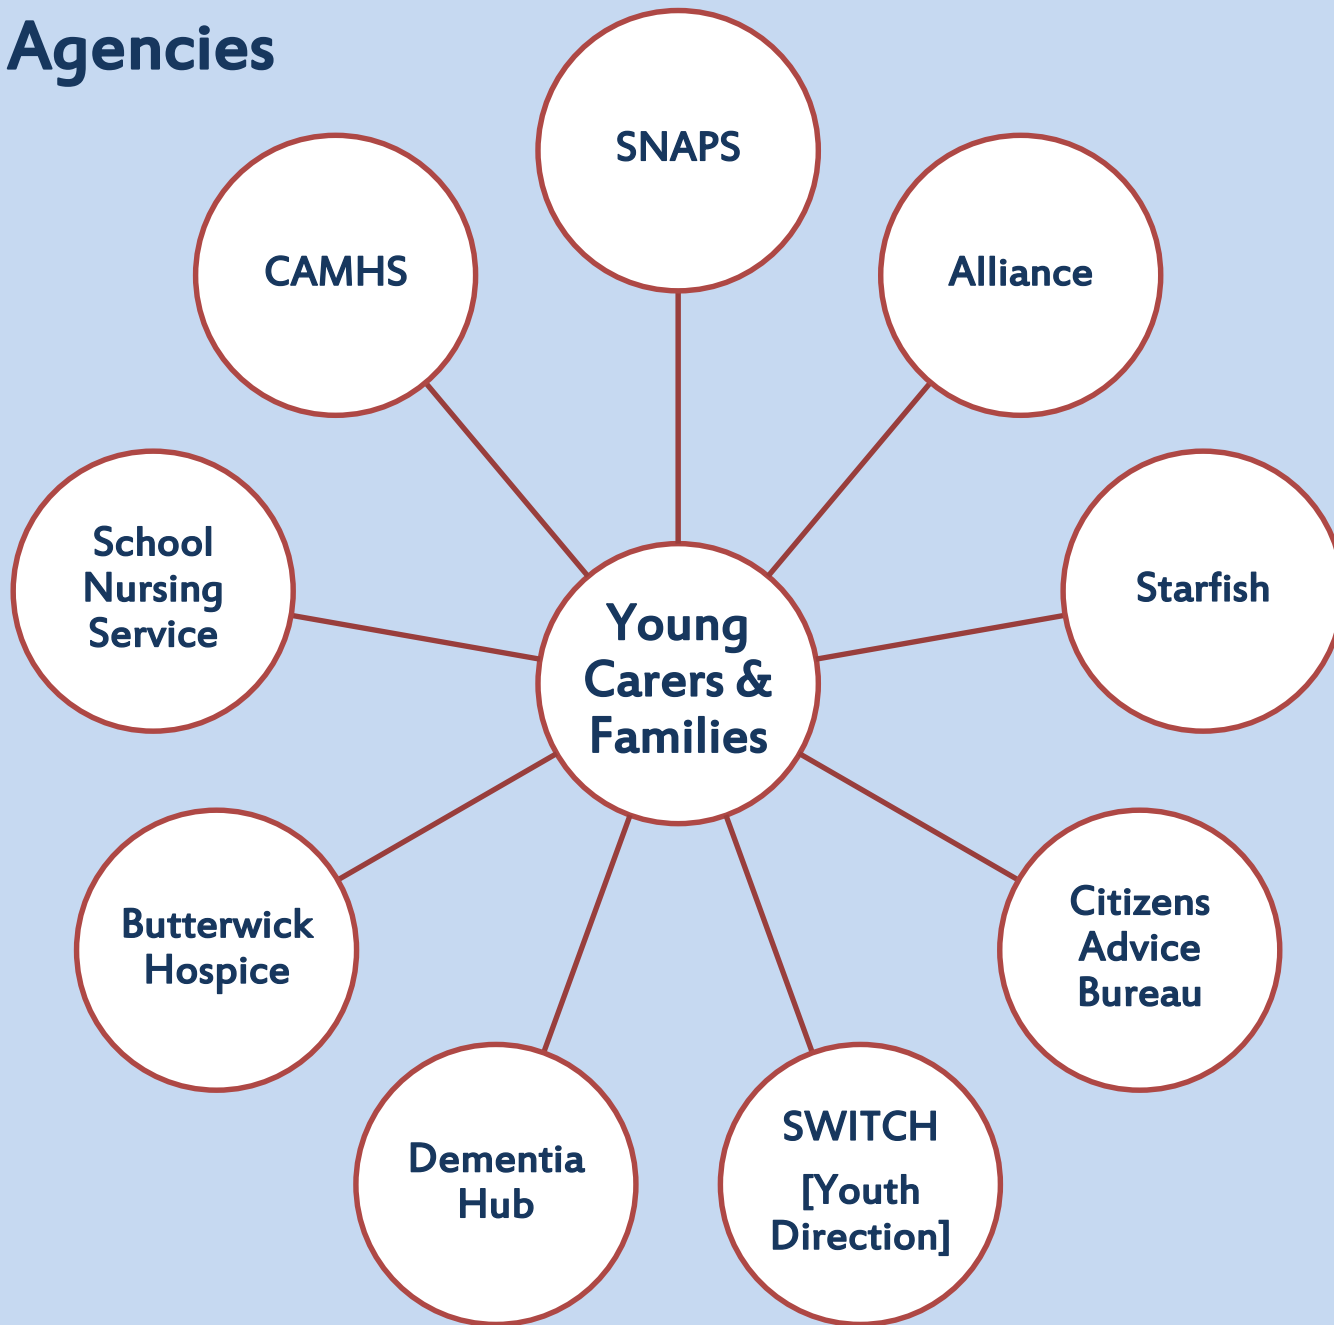 Agencies
SNAPS
CAMHS
Alliance
School
Nursing
Service
Starfish
Young
Carers &
Families
Butterwick
Hospice
Citizens
Advice
Bureau
Dementia
Hub
SWITCH
[Youth
Direction]